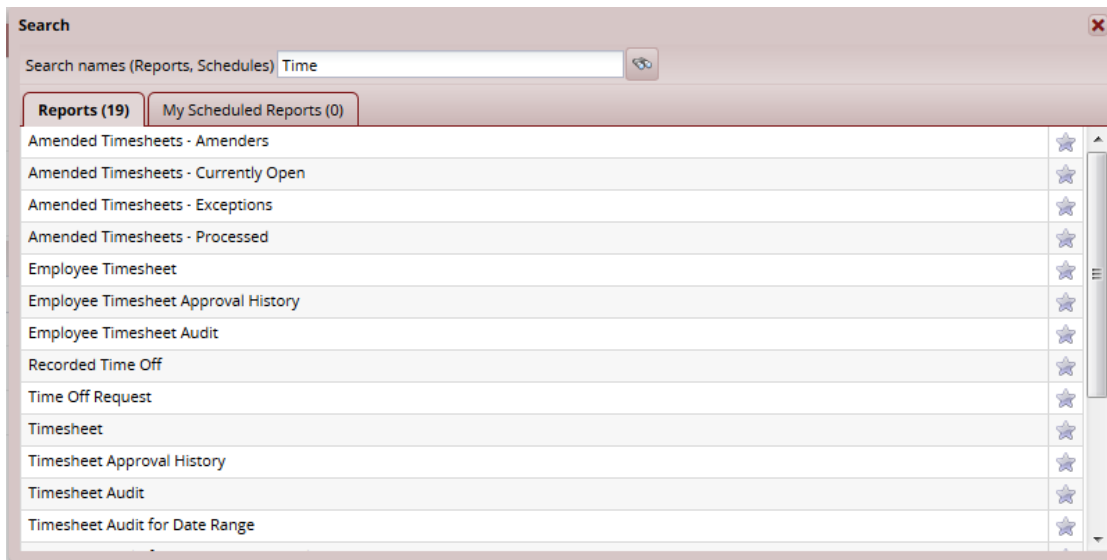 Search
Search names (Reports, Schedules) Time
Reports (19) My Scheduled Reports (0)
Amended Timesheets - Amenders
Amended Timesheets - Currently Open
Amended Timesheets - Exceptions
Amended Timesheets - Processed
Employee Timesheet
Employee Timesheet Approval History
Employee Timesheet Audit
Recorded Time Off
Time Off Request
Timesheet
Timesheet Approval History
Timesheet Audit
Timesheet Audit for Date Range